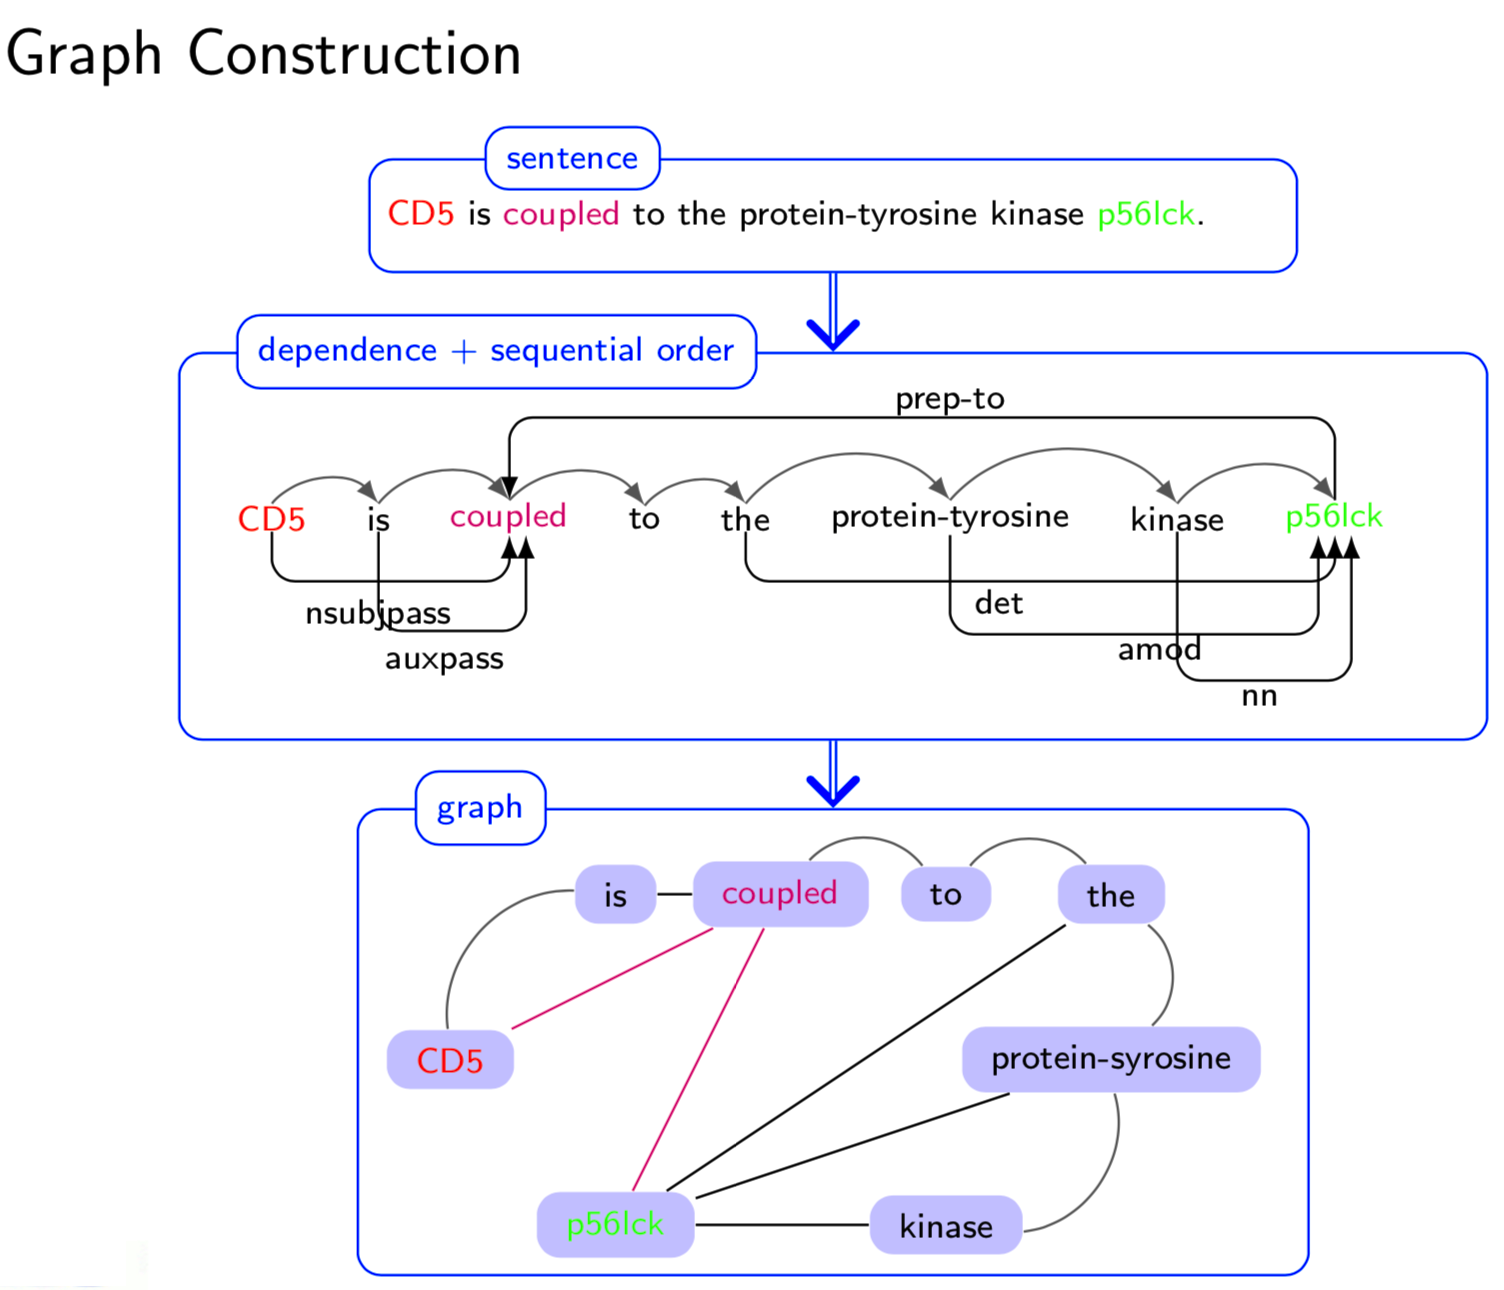 Graph Construction
sentence
CD5 is coupled to the protein-tyrosine kinase p56lck.
dependence + sequential order
prep-to
CD5 is coupled to the protein-tyrosine kinase p56lck
nsubjpass
det
auxpass
amod
nn
graph
is coupled to the
CD5
protein-syrosine
p56lck
kinase